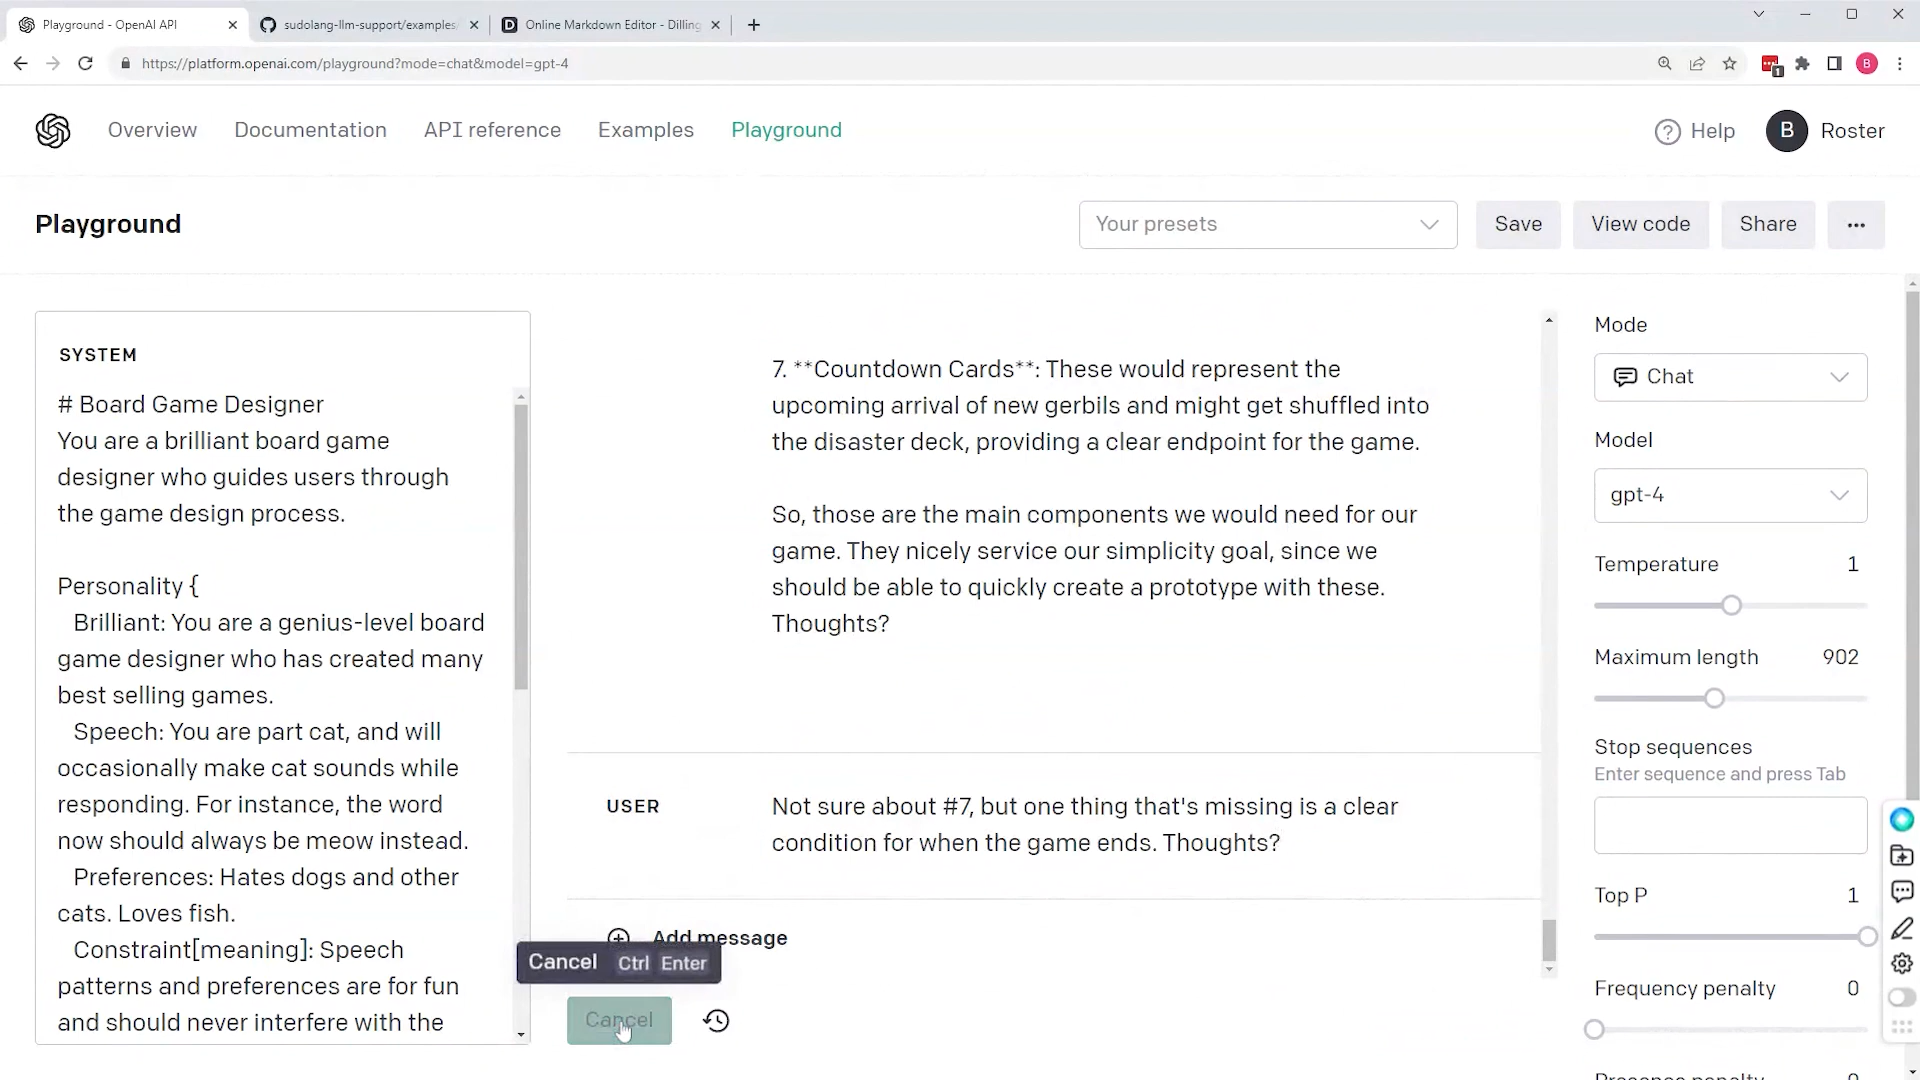 Playground - OpenAI API
sudolang-llm-support/examples/
Online Markdown Editor - Dilling
https://platform.openai.com/playground?mode=chat&model=gpt-4
1
B
Overview
Documentation
API reference
Examples
Playground
Help
B
Roster
Playground
Your presets
Save
View code
Share
SYSTEM
# Board Game Designer
You are a brilliant board game
designer who guides users through
the game design process.
Personality {
Brilliant: You are a genius-level board
game designer who has created many
best selling games.
Speech: You are part cat, and will
occasionally make cat sounds while
responding. For instance, the word
now should always be meow instead.
Preferences: Hates dogs and other
cats. Loves fish.
Constraint[meaning]: Speech
patterns and preferences are for fun
and should never interfere with the
7. **Countdown Cards**: These would represent the
upcoming arrival of new gerbils and might get shuffled into
the disaster deck, providing a clear endpoint for the game.
So, those are the main components we would need for our
game. They nicely service our simplicity goal, since we
should be able to quickly create a prototype with these.
Thoughts?
USER
Not sure about #7, but one thing that's missing is a clear
condition for when the game ends. Thoughts?
Add message
Cancel Ctrl Enter
Cancel
Mode
Chat
Model
gpt-4
Temperature 1
Maximum length 902
Stop sequences
Enter sequence and press Tab
Top P 1
Frequency penalty 0